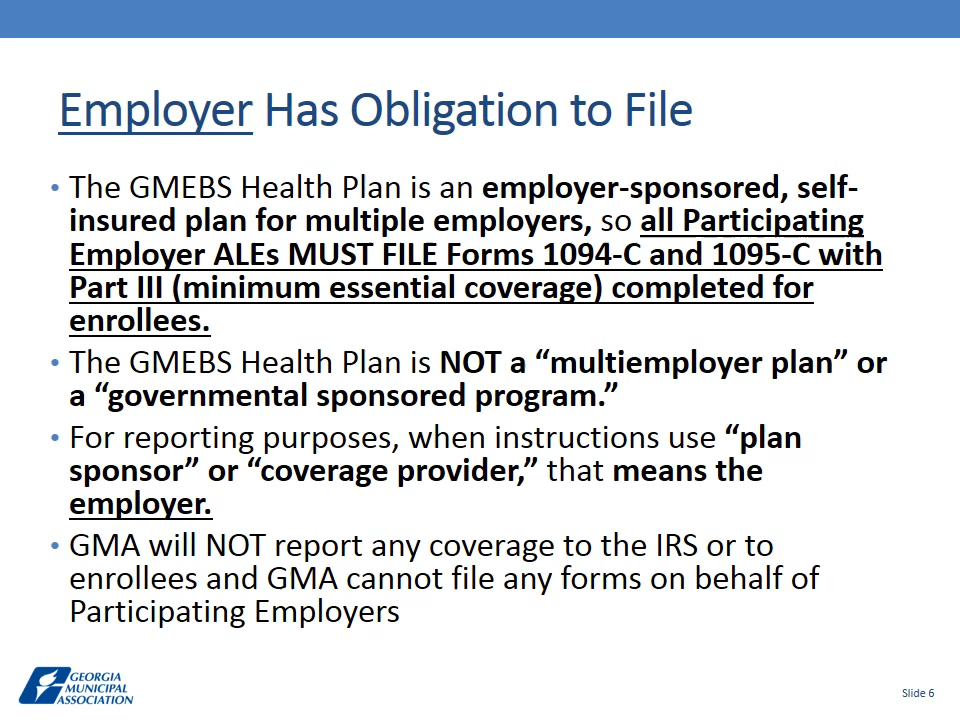 Employer Has Obligation to File
• The GMEBS Health Plan is an employer-sponsored, self-
insured plan for multiple employers, so all Participating
Employer ALEs MUST FILE Forms 1094-C and 1095-C with
Part III (minimum essential coverage) completed for
enrollees.
• The GMEBS Health Plan is NOT a “multiemployer plan” or
a “governmental sponsored program.”
• For reporting purposes, when instructions use “plan
sponsor” or “coverage provider,” that means the
employer.
• GMA will NOT report any coverage to the IRS or to
enrollees and GMA cannot file any forms on behalf of
Participating Employers
GEORGIA
MUNICIPAL
ASSOCIATION
Slide 6